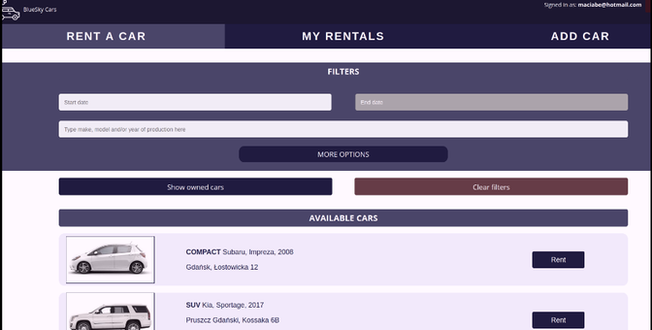 Signed in as: maciabe@hotmail.com
BlueSky Cars
RENT A CAR
MY RENTALS
ADD CAR
FILTERS
Start date
End date
Type make, model and/or year of production here
MORE OPTIONS
Show owned cars
Clear filters
AVAILABLE CARS
COMPACT Subaru, Impreza, 2006
Gdańsk, Łostowicka 12
Rent
SUV Kia, Sportage, 2017
Pruszcz Gdański, Kossaka 6B
Rent